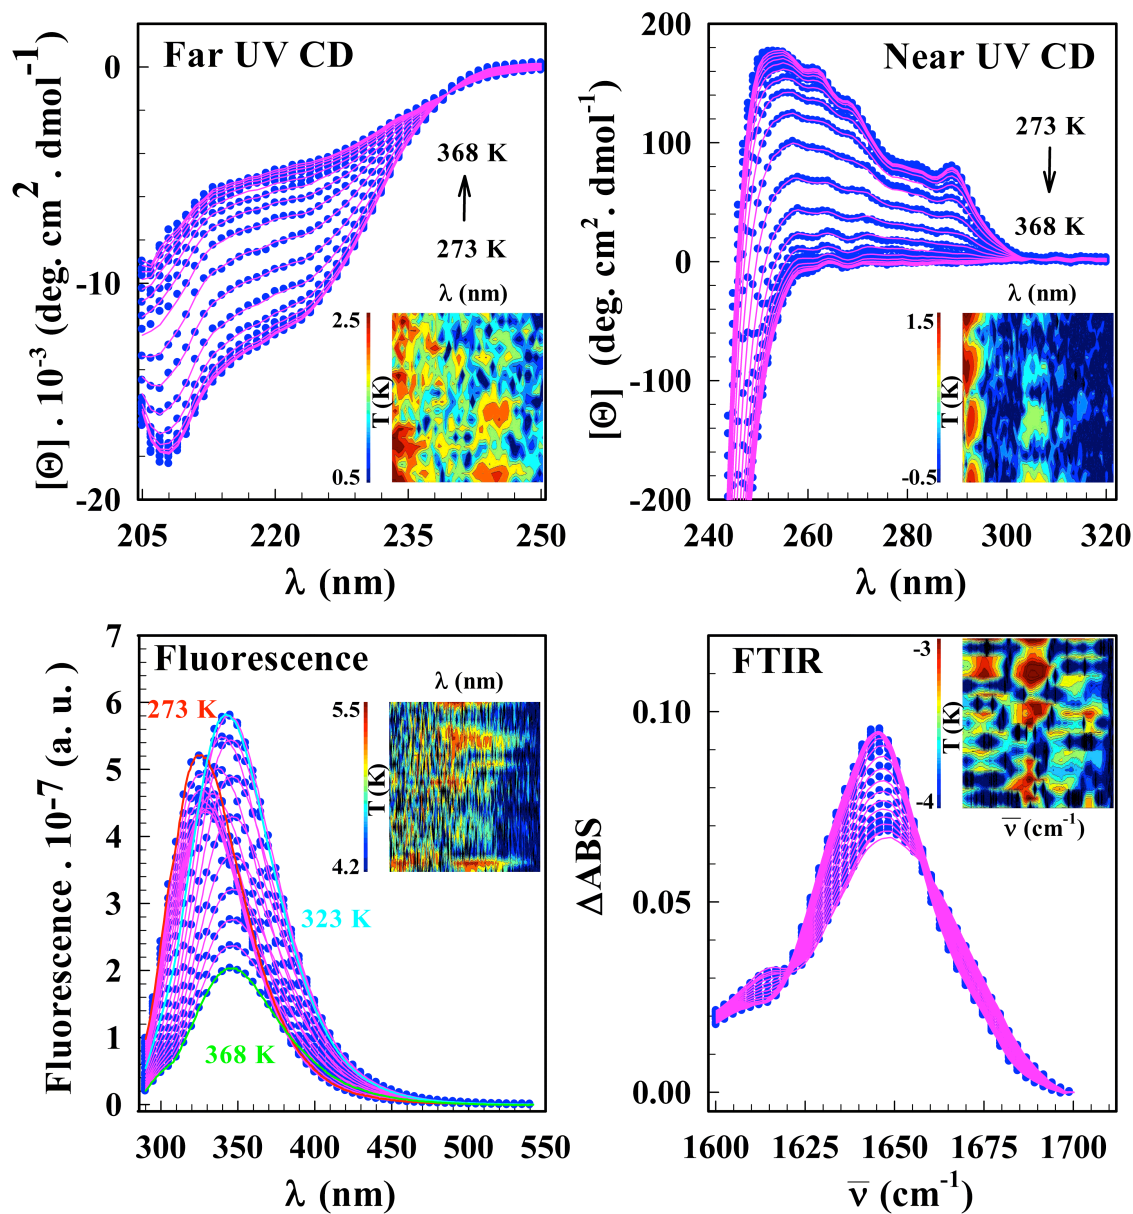 Far UV CD
[Θ] . 10⁻³ (deg. cm² . dmol⁻¹)
0
-10
-20
368 K
273 K
λ (nm)
2.5
T (K)
0.5
205
220
235
250
λ (nm)
Near UV CD
[Θ] (deg. cm² . dmol⁻¹)
200
100
0
-100
-200
273 K
368 K
λ (nm)
1.5
T (K)
-0.5
240
260
280
300
320
λ (nm)
Fluorescence
Fluorescence . 10⁻⁷ (a. u.)
7
6
5
4
3
2
1
0
273 K
323 K
368 K
λ (nm)
5.5
T (K)
4.2
300
350
400
450
500
550
λ (nm)
FTIR
ΔABS
0.10
0.05
0.00
-3
T (K)
-4
ν̅ (cm⁻¹)
1600
1625
1650
1675
1700
ν̅ (cm⁻¹)